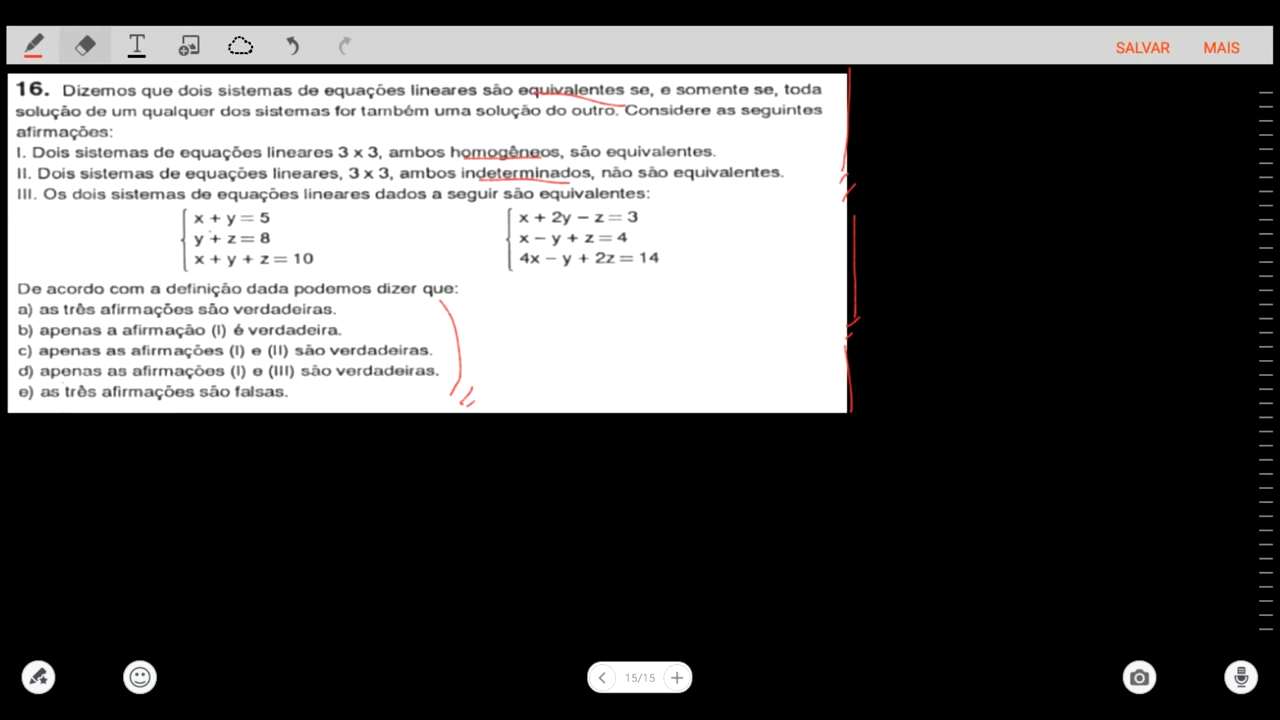 T
SALVAR
MAIS
16. Dizemos que dois sistemas de equações lineares são equivalentes se, e somente se, toda
solução de um qualquer dos sistemas for também uma solução do outro. Considere as seguintes
afirmações:
I. Dois sistemas de equações lineares 3 x 3, ambos homogêneos, são equivalentes.
II. Dois sistemas de equações lineares, 3 x 3, ambos indeterminados, não são equivalentes.
III. Os dois sistemas de equações lineares dados a seguir são equivalentes:
x + y = 5
y + z = 8
x + y + z = 10
x + 2y − z = 3
x − y + z = 4
4x − y + 2z = 14
De acordo com a definição dada podemos dizer que:
a) as três afirmações são verdadeiras.
b) apenas a afirmação (I) é verdadeira.
c) apenas as afirmações (I) e (II) são verdadeiras.
d) apenas as afirmações (I) e (III) são verdadeiras.
e) as três afirmações são falsas.
15/15